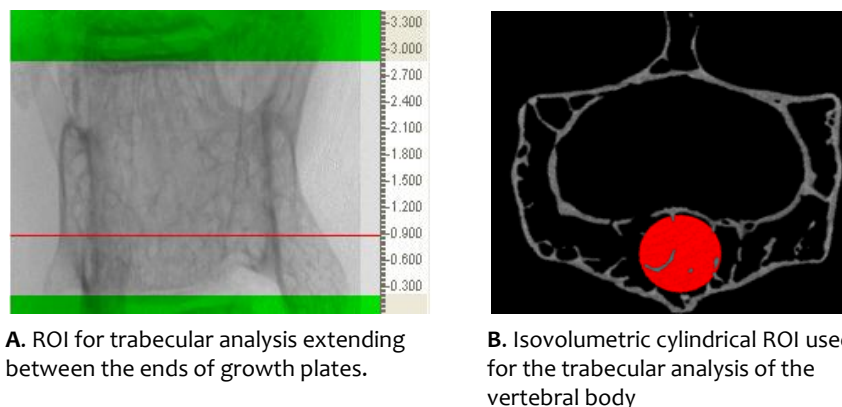 3.300
3.000
2.700
2.400
2.100
1.800
1.500
1.200
0.900
0.600
0.300
A. ROI for trabecular analysis extending
between the ends of growth plates.
B. Isovolumetric cylindrical ROI use
for the trabecular analysis of the
vertebral body